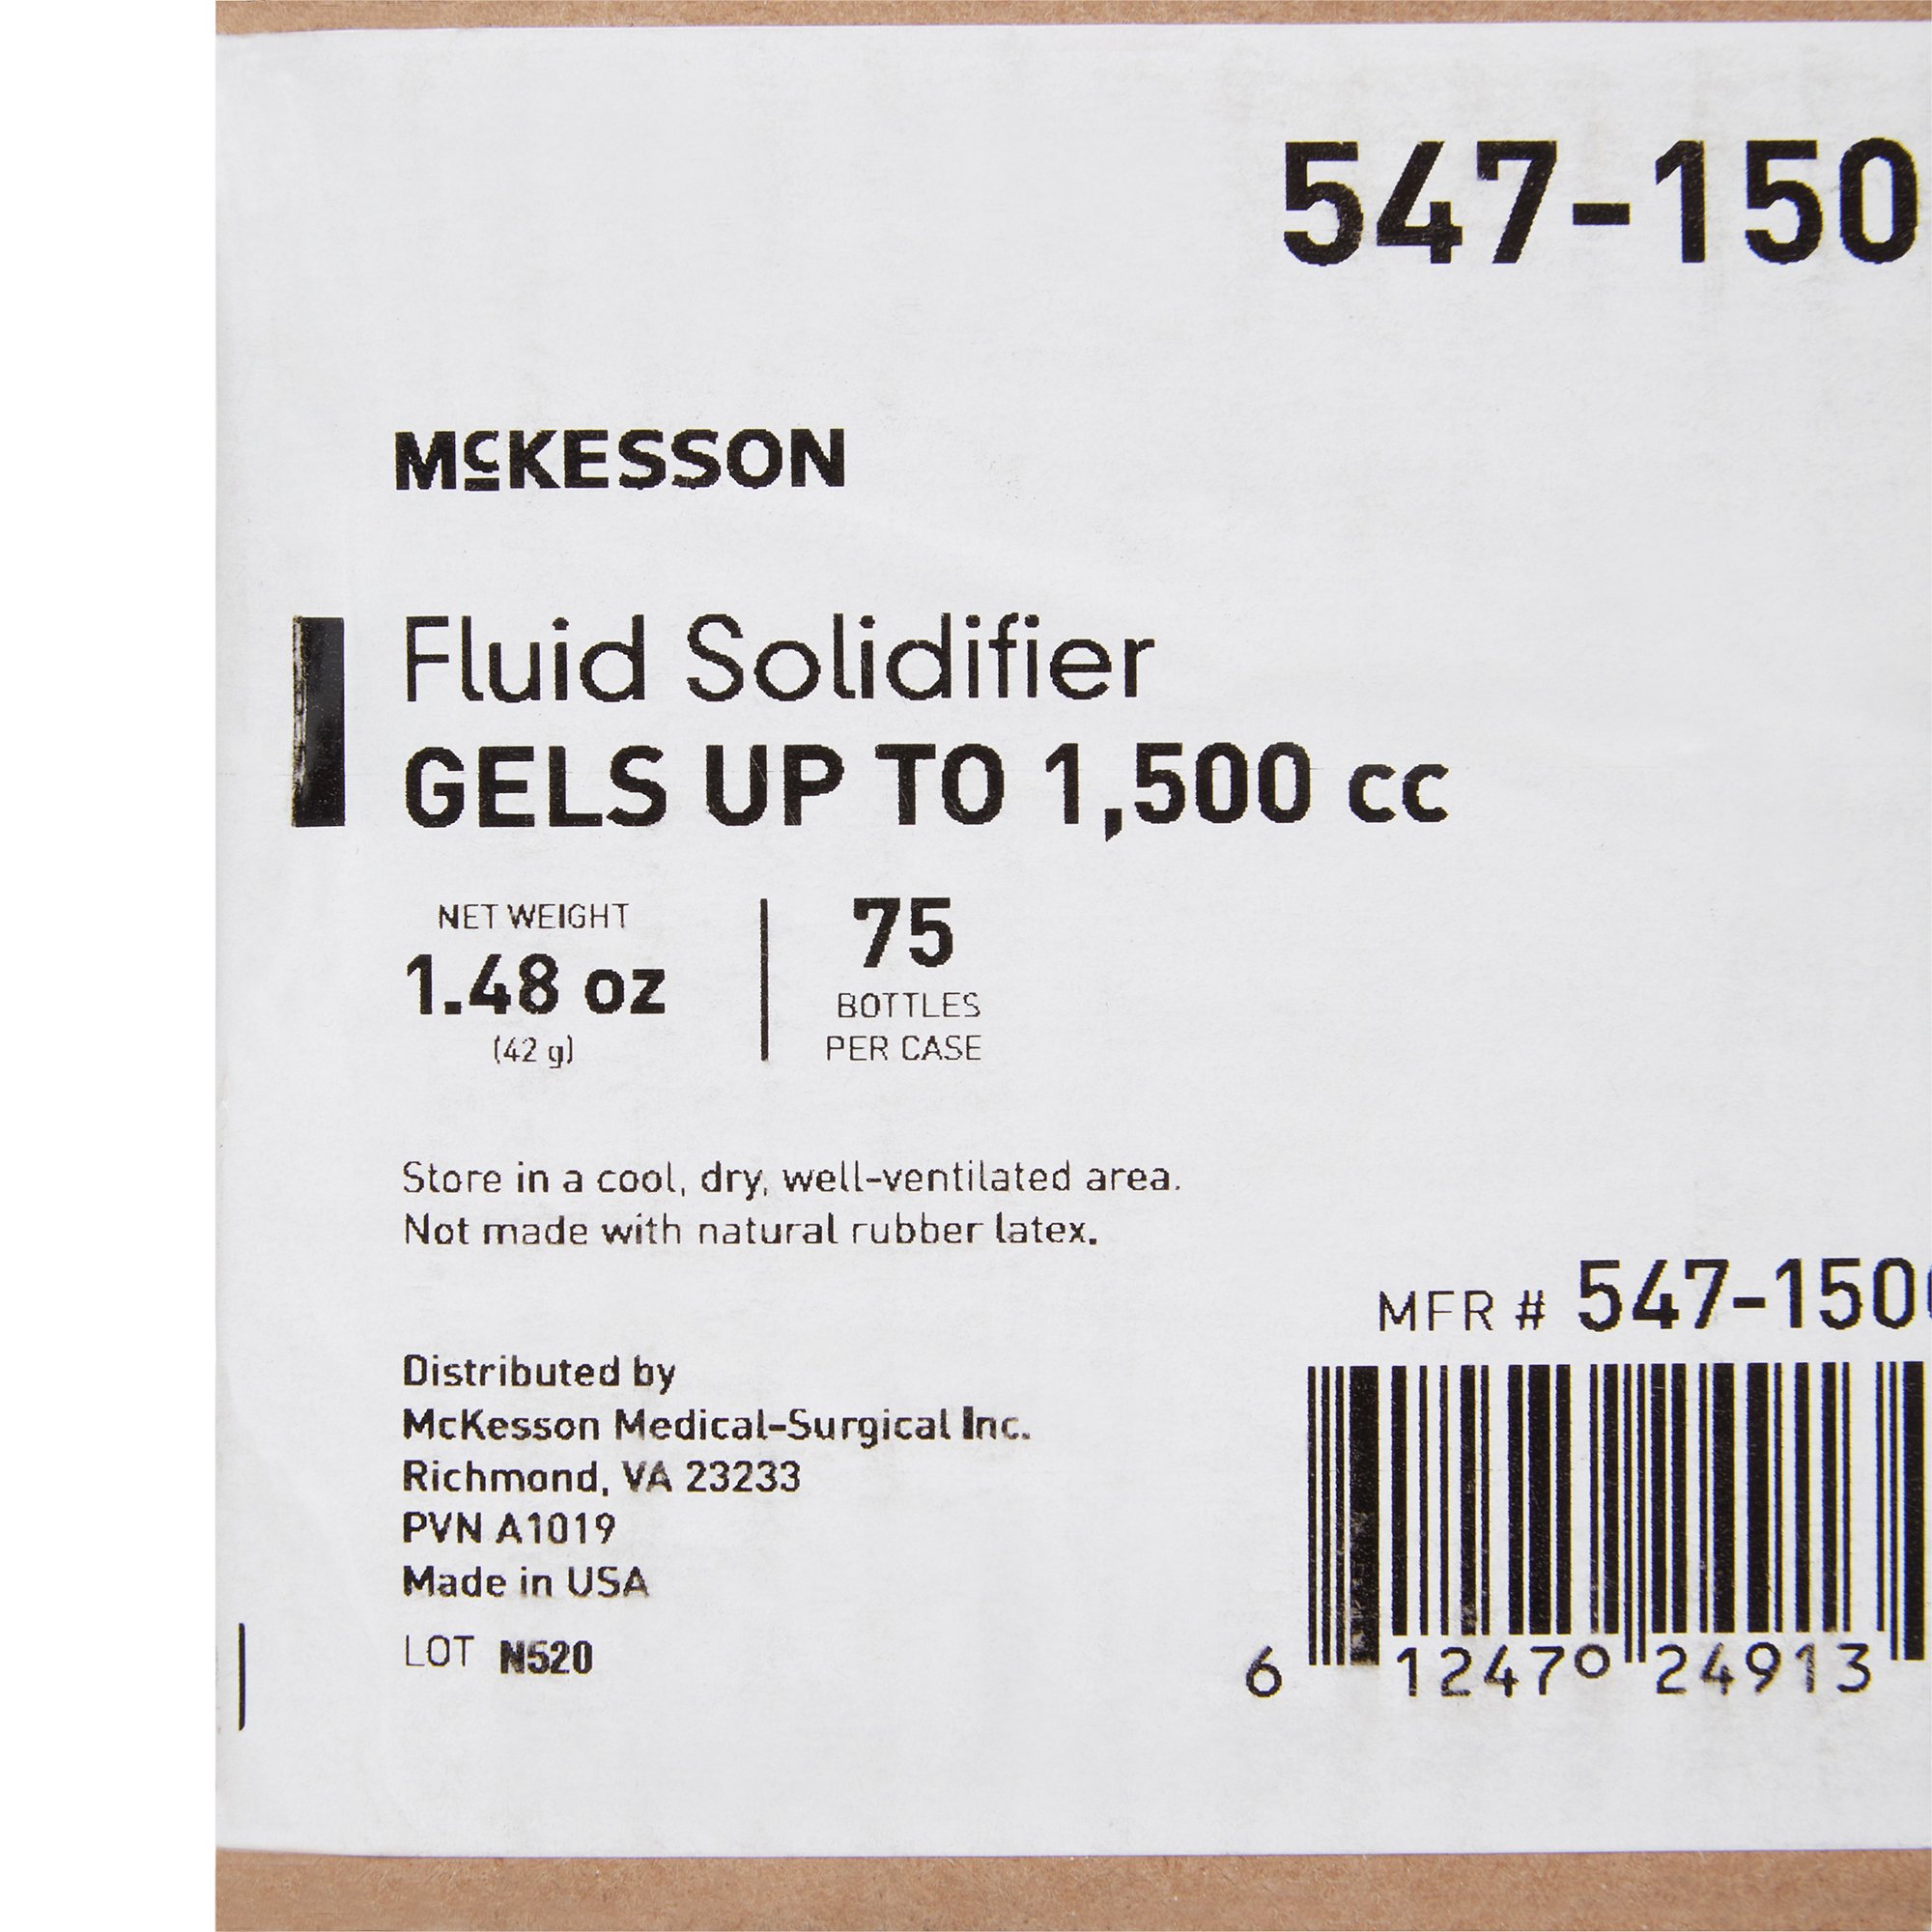 547-150
McKESSON
Fluid Solidifier
GELS UP TO 1,500 cc
NET WEIGHT
1.48 oz
(42 g)
75
BOTTLES
PER CASE
Store in a cool, dry, well-ventilated area.
Not made with natural rubber latex.
MFR # 547-150
Distributed by
McKesson Medical-Surgical Inc.
Richmond, VA 23233
PVN A1019
Made in USA
LOT N520
6 12470 24913